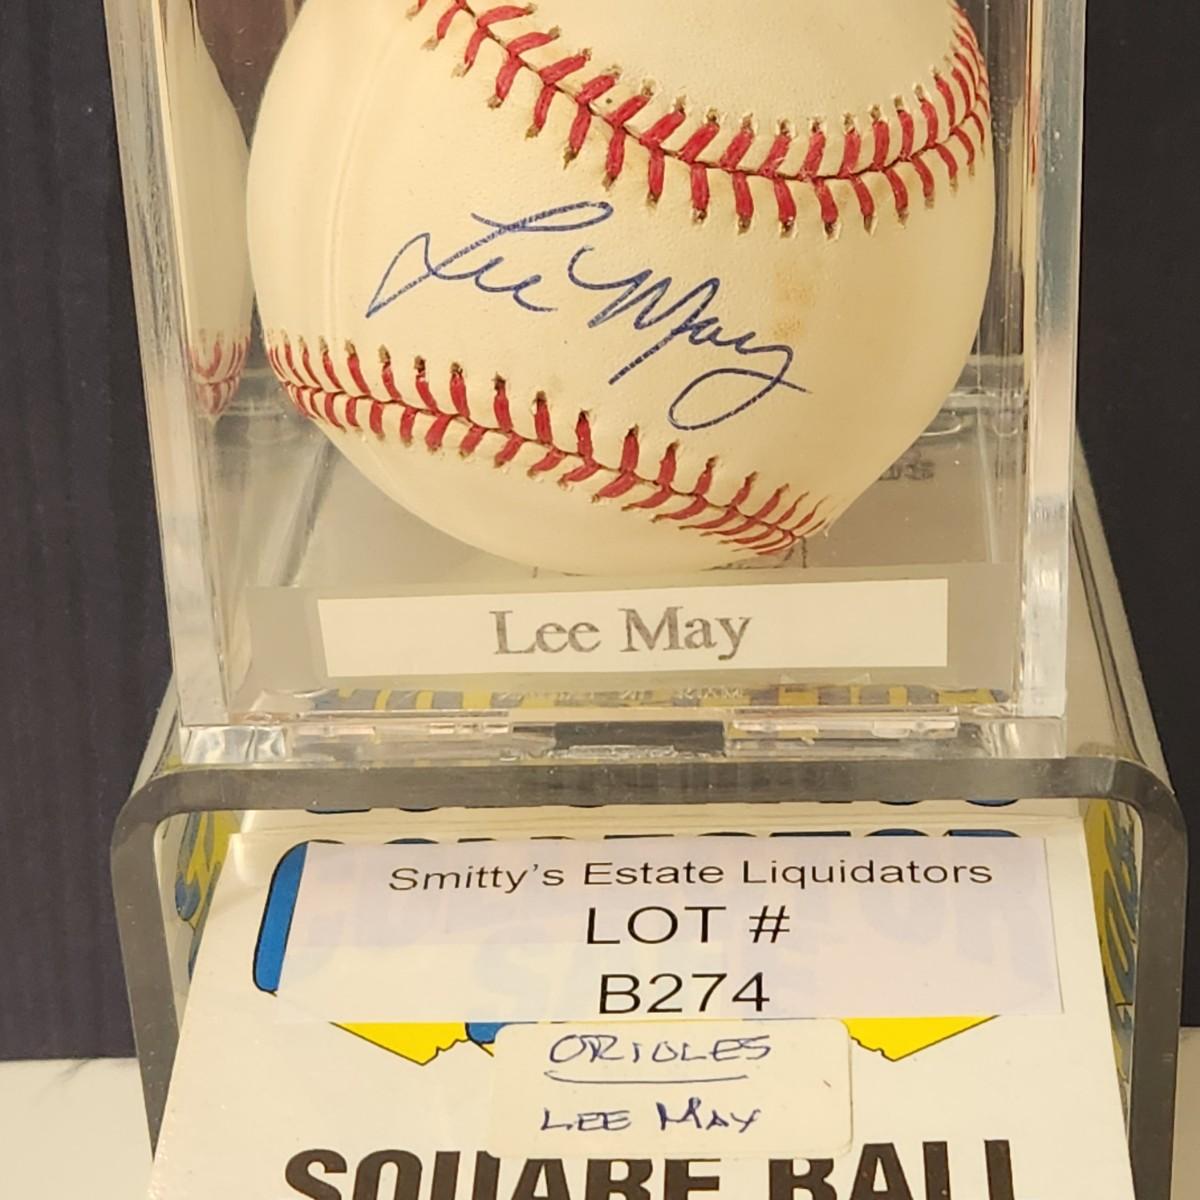 Lee May
Lee May
Smitty's Estate Liquidators
LOT #
B274
ORIOLES
LEE MAY
SQUARE BALL